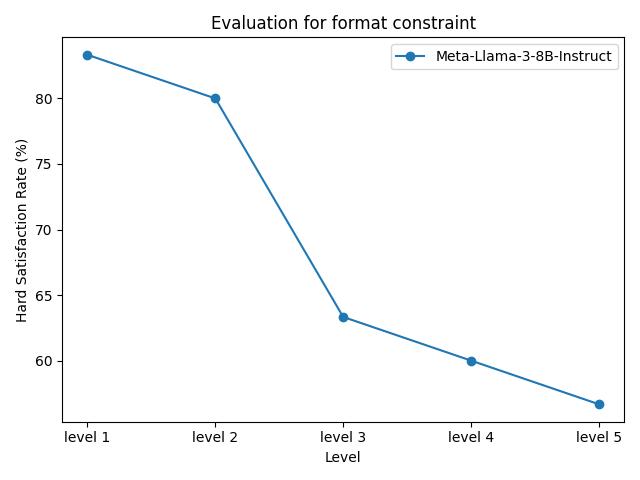 Evaluation for format constraint
Meta-Llama-3-8B-Instruct
Hard Satisfaction Rate (%)
80
75
70
65
60
level 1 level 2 level 3 level 4 level 5
Level